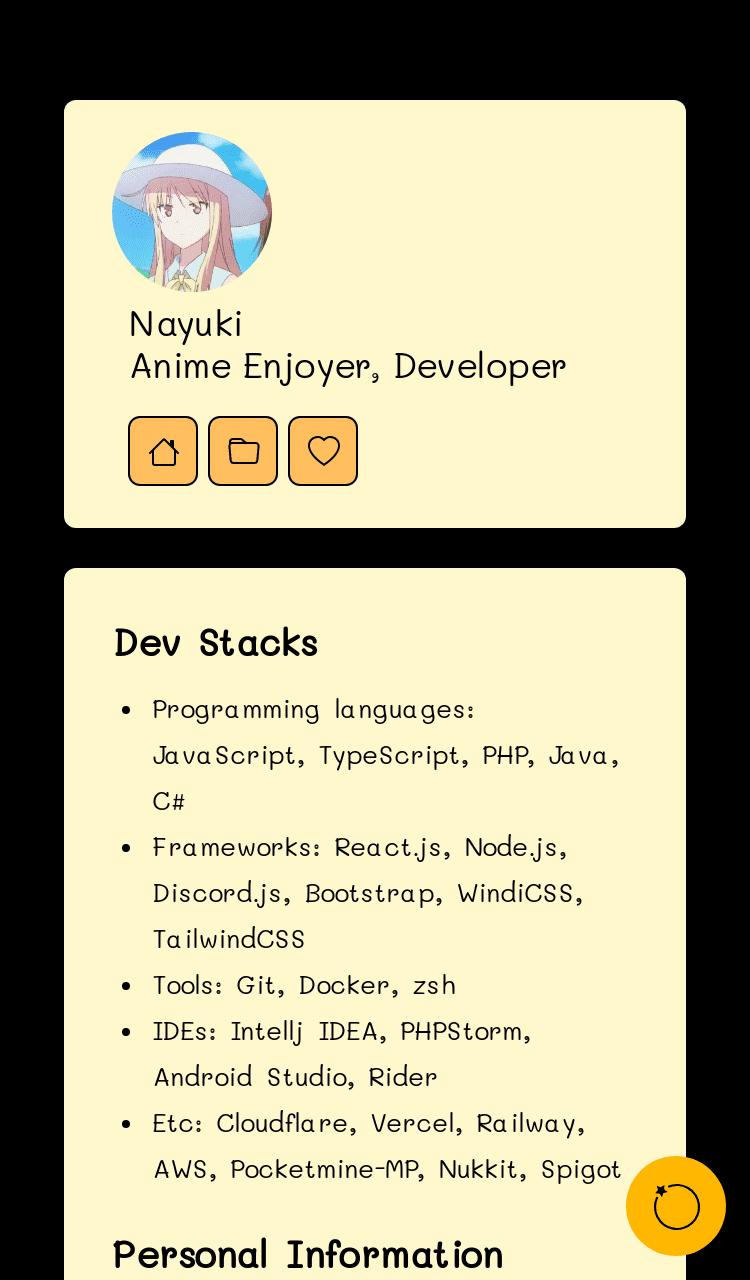 Nayuki
Anime Enjoyer, Developer
Dev Stacks
Programming languages:
JavaScript, TypeScript, PHP, Java,
C#
Frameworks: React.js, Node.js,
Discord.js, Bootstrap, WindiCSS,
TailwindCSS
Tools: Git, Docker, zsh
IDEs: Intellj IDEA, PHPStorm,
Android Studio, Rider
Etc: Cloudflare, Vercel, Railway,
AWS, Pocketmine-MP, Nukkit, Spigot
Personal Information